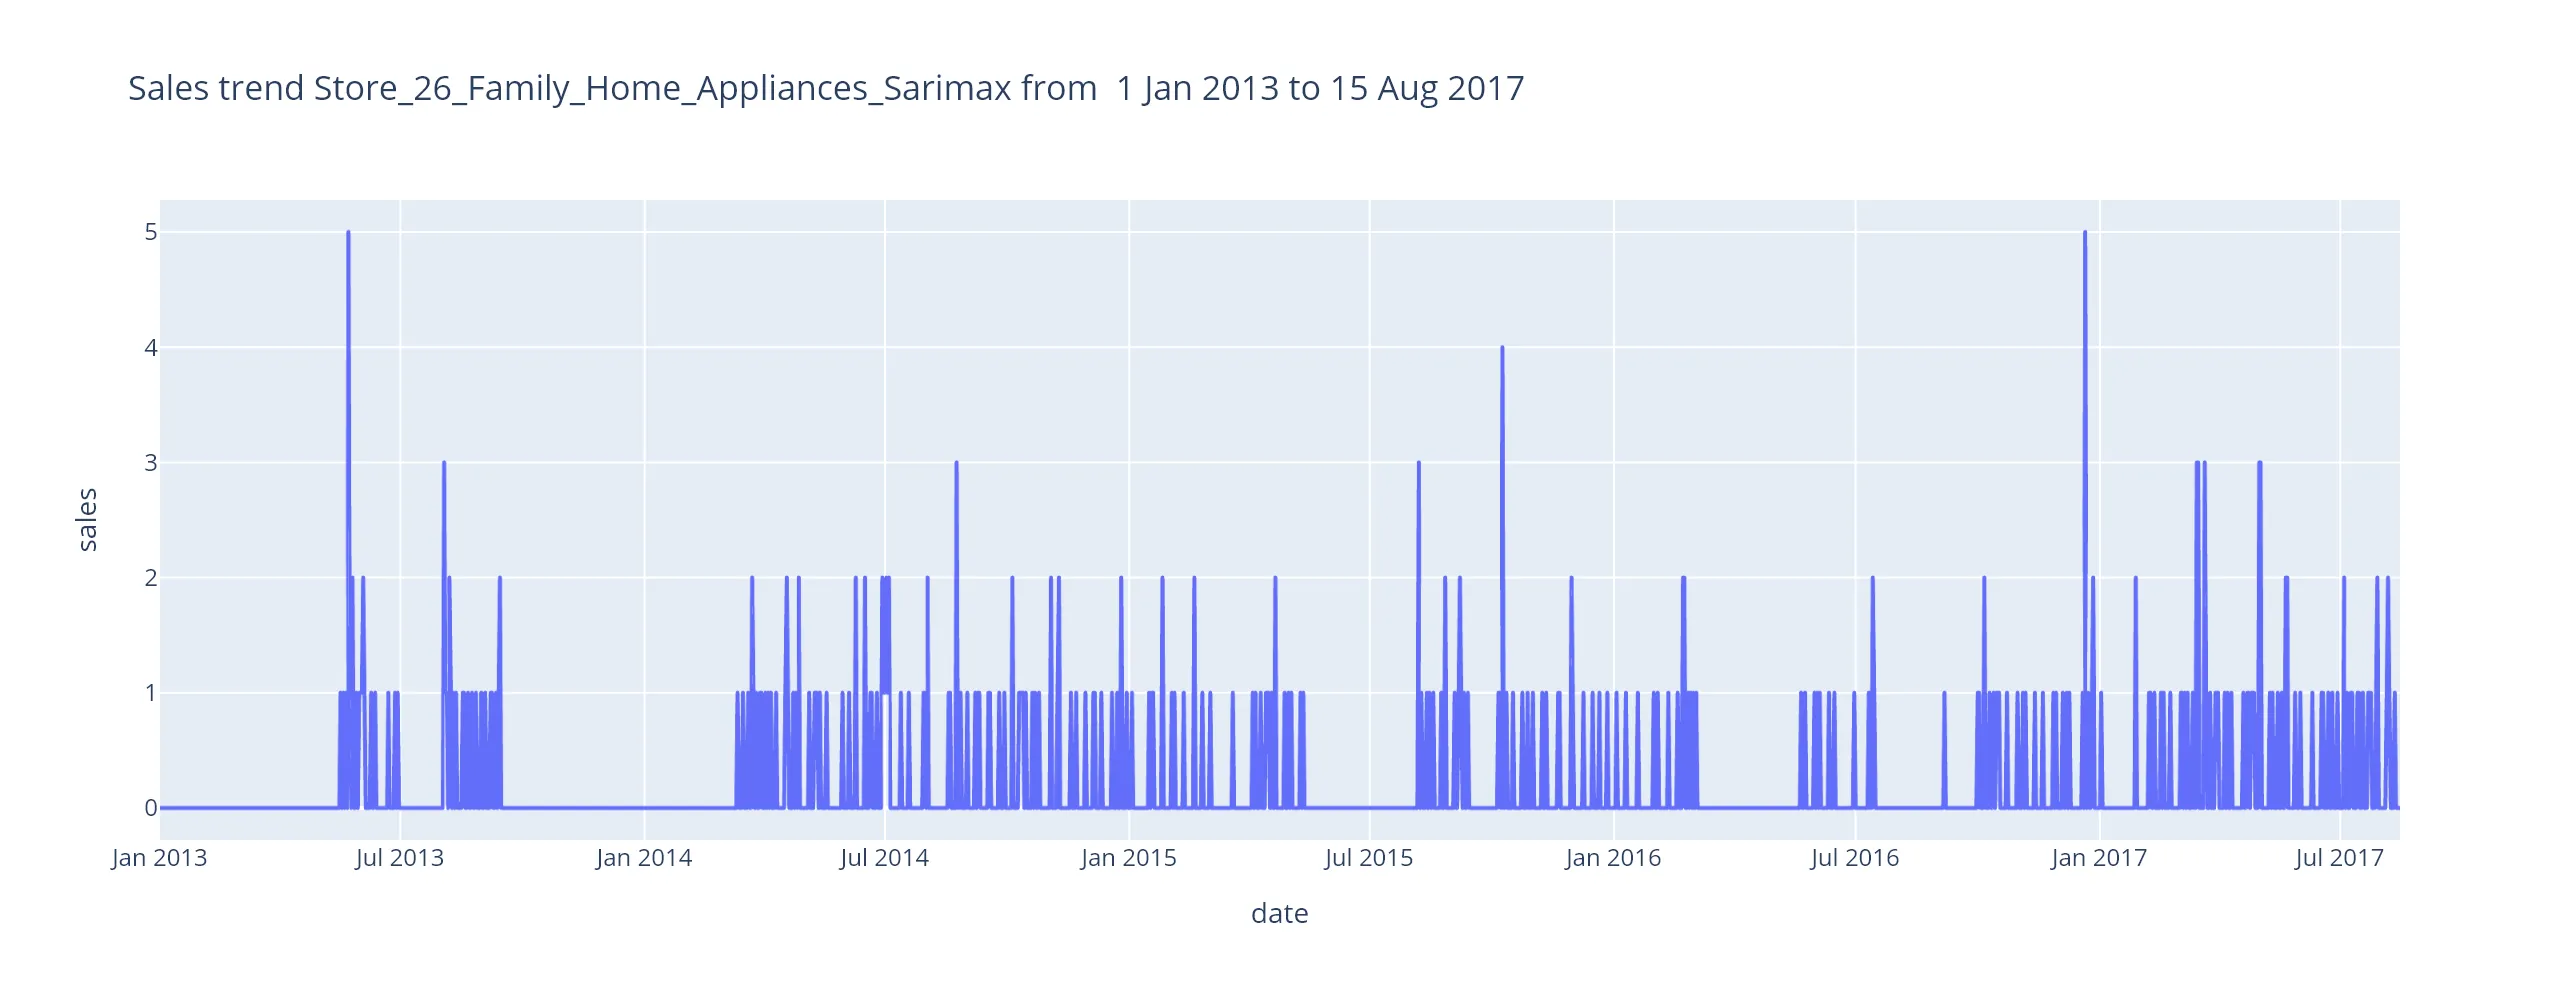 Sales trend Store_26_Family_Home_Appliances_Sarimax from  1 Jan 2013 to 15 Aug 2017
5
4
3
2
1
0
sales
Jan 2013 Jul 2013 Jan 2014 Jul 2014 Jan 2015 Jul 2015 Jan 2016 Jul 2016 Jan 2017 Jul 2017
date